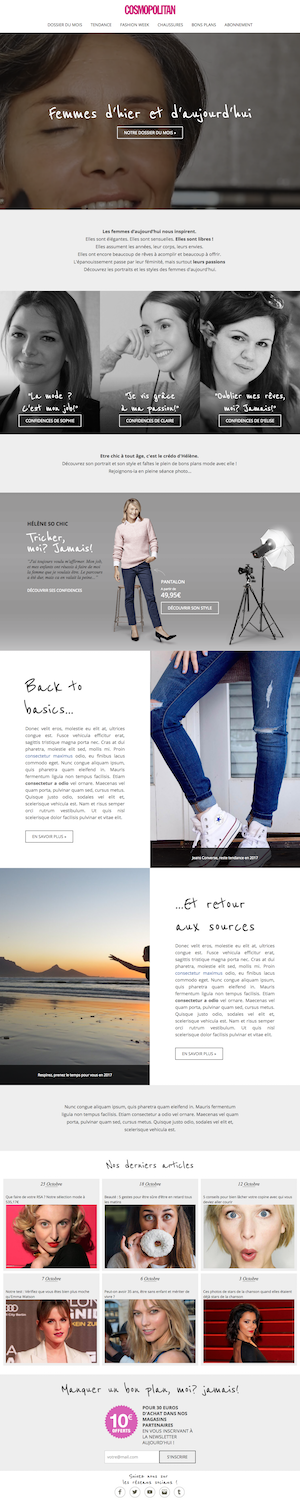 COSMOPOLITAN
DOSSIER DU MOIS TENDANCE FASHION WEEK CHAUSSURES BONS PLANS ABONNEMENT
Femmes d'hier et d'aujourd'hui
NOTRE DOSSIER DU MOIS »
Les femmes d'aujourd'hui nous inspirent.
Elles sont élégantes. Elles sont sensuelles. Elles sont libres !
Elles assument les années, leur corps, leurs envies.
Elles ont encore beaucoup de rêves à acomplir et beaucoup à offrir.
L'épanouissement passe par leur féminité, mais surtout leurs passions
Découvrez les portraits et les styles des femmes d'aujourd'hui.
"La mode ?
C'est mon job!"
CONFIDENCES DE SOPHIE
"Je vis grâce
à ma passion!"
CONFIDENCES DE CLAIRE
"Oublier mes rêves,
moi? Jamais!"
CONFIDENCES DE D'ELISE
Etre chic à tout âge, c'est le crédo d'Hélène.
Découvrez son portrait et son style et faites le plein de bons plans mode avec elle !
Rejoignons-la en pleine séance photo...
HÉLÈNE SO CHIC
Tricher,
moi? Jamais!
DÉCOUVRIR SES CONFIDENCES
PANTALON
À PARTIR DE
49,95€
DÉCOUVRIR SON STYLE
Back to
basics...
Donec velit eros, molestie eu elit at, ultrices
congue est. Fusce vehicula efficitur erat,
sagittis tristique magna porta nec. Cras at dui
pharetra, molestie elit sed, mollis mi. Proin
consectetur maximus odio, eu dapibus lacus
commodo eget. Nunc congue aliquam ipsum,
quis pharetra quam eleifend in. Mauris
fermentum ligula non tempus facilisis. Etiam
consectetur a odio vel ornare. Maecenas vel
quam porta, pulvinar quam sed, cursus metus.
Quisque justo odio, sodales vel elit et,
scelerisque vehicula est. Nam et risus semper
orci rutrum vestibulum. Ut quis nisl
scelerisque dolor facilisis pulvinar et vitae est.
EN SAVOIR PLUS »
Jeans Converse, reste tendance en 2017
...Et retour
aux sources
Donec velit eros, molestie eu elit at, ultrices
congue est. Fusce vehicula efficitur erat,
sagittis tristique magna porta nec. Cras at dui
pharetra, molestie elit sed, mollis mi. Proin
consectetur maximus odio, eu dapibus lacus
commodo eget. Nunc congue aliquam ipsum,
quis pharetra quam eleifend in. Mauris
fermentum ligula non tempus facilisis. Etiam
consectetur a odio vel ornare. Maecenas vel
quam porta, pulvinar quam sed, cursus metus.
Quisque justo odio, sodales vel elit et,
scelerisque vehicula est. Nam et risus semper
orci rutrum vestibulum. Ut quis nisl
scelerisque dolor facilisis pulvinar et vitae est.
EN SAVOIR PLUS »
Respirez, prenez le temps pour vous en 2017
Nunc congue aliquam ipsum, quis pharetra quam eleifend in. Mauris fermentum
ligula non tempus facilisis. Etiam consectetur a odio vel ornare. Maecenas vel quam
porta, pulvinar quam sed, cursus metus. Quisque justo odio, sodales vel elit et,
scelerisque vehicula est.
Nos derniers articles
18 Octobre
12 Octobre
7 Octobre
Manquer un bon plan, moi? jamais!
10€
OFFERTS
POUR 30 EUROS
D'ACHAT DANS NOS
MAGASINS
PARTENAIRES
EN VOUS INSCRIVANT À
LA NEWSLETTER
AUJOURD'HUI !
votre@mail.com
S'INSCRIRE
Suivez-nous sur
les réseaux sociaux !